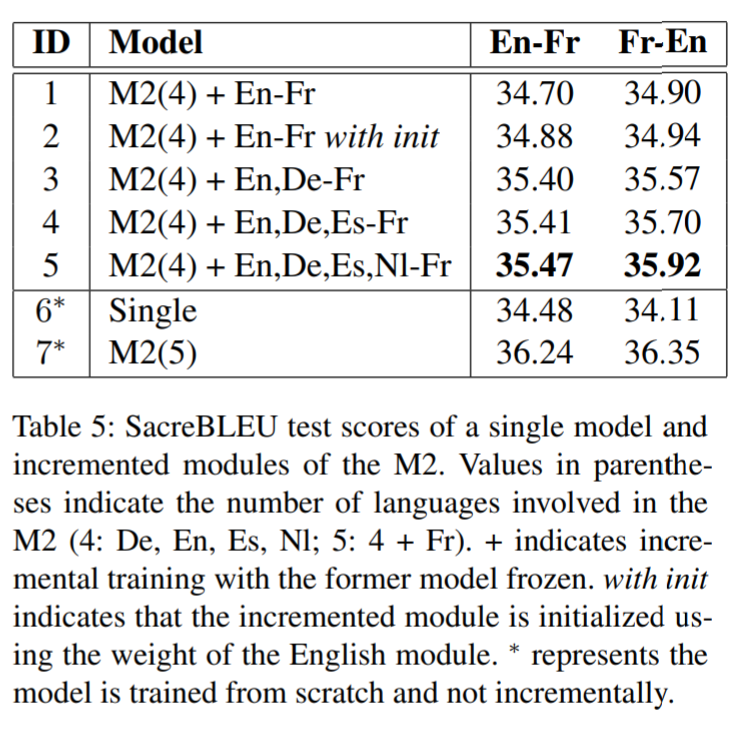 ID Model En-Fr Fr-En
1 M2(4) + En-Fr 34.70 34.90
2 M2(4) + En-Fr with init 34.88 34.94
3 M2(4) + En,De-Fr 35.40 35.57
4 M2(4) + En,De,Es-Fr 35.41 35.70
5 M2(4) + En,De,Es,Nl-Fr 35.47 35.92
6* Single 34.48 34.11
7* M2(5) 36.24 36.35
Table 5: SacreBLEU test scores of a single model and
incremented modules of the M2. Values in parenthe-
ses indicate the number of languages involved in the
M2 (4: De, En, Es, Nl; 5: 4 + Fr). + indicates incre-
mental training with the former model frozen. with init
indicates that the incremented module is initialized us-
ing the weight of the English module. * represents the
model is trained from scratch and not incrementally.